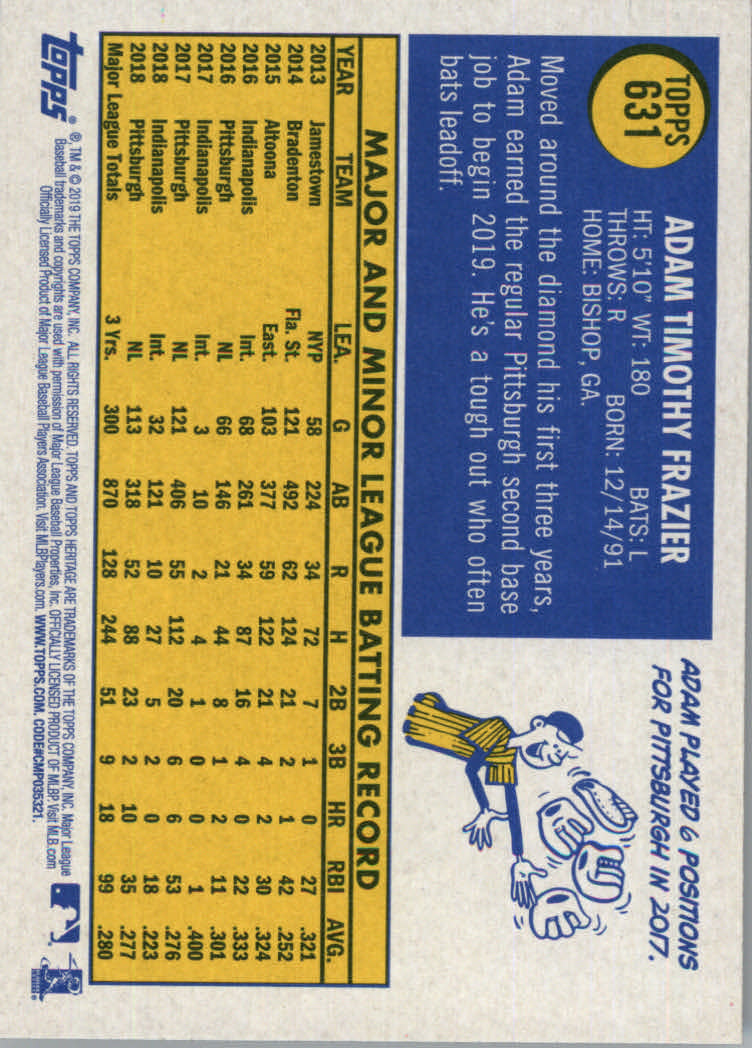 TOPPS
631
ADAM TIMOTHY FRAZIER
HT: 5'10" WT: 180 BATS: L
THROWS: R BORN: 12/14/91
HOME: BISHOP, GA.
Moved around the diamond his first three years,
Adam earned the regular Pittsburgh second base
job to begin 2019. He's a tough out who often
bats leadoff.
ADAM PLAYED 6 POSITIONS
FOR PITTSBURGH IN 2017.
MAJOR AND MINOR LEAGUE BATTING RECORD
YEAR TEAM LEA. G AB R H 2B 3B HR RBI AVG.
2013 Jamestown NYP 58 224 34 72 7 1 0 27 .321
2014 Bradenton Fla. St. 121 492 62 124 21 2 1 42 .252
2015 Altoona East. 103 377 59 122 21 4 2 30 .324
2016 Indianapolis Int. 68 261 34 87 16 4 0 22 .333
2016 Pittsburgh NL 66 146 21 44 8 1 2 11 .301
2017 Indianapolis Int. 3 10 2 4 1 0 0 1 .400
2017 Pittsburgh NL 121 406 55 112 20 6 6 53 .276
2018 Indianapolis Int. 32 121 10 27 5 2 0 18 .223
2018 Pittsburgh NL 113 318 52 88 23 2 10 35 .277
Major League Totals 3 Yrs. 300 870 128 244 51 9 18 99 .280
topps®
®, TM & © 2019 THE TOPPS COMPANY, INC. ALL RIGHTS RESERVED. TOPPS AND TOPPS HERITAGE ARE TRADEMARKS OF THE TOPPS COMPANY, INC. Major League
Baseball trademarks and copyrights are used with permission of Major League Baseball Properties, Inc. OFFICIALLY LICENSED PRODUCT OF MLBP. Visit MLB.com
Officially Licensed Product of Major League Baseball Players Association. Visit MLBPlayers.com. WWW.TOPPS.COM. CODE#CMP035321.